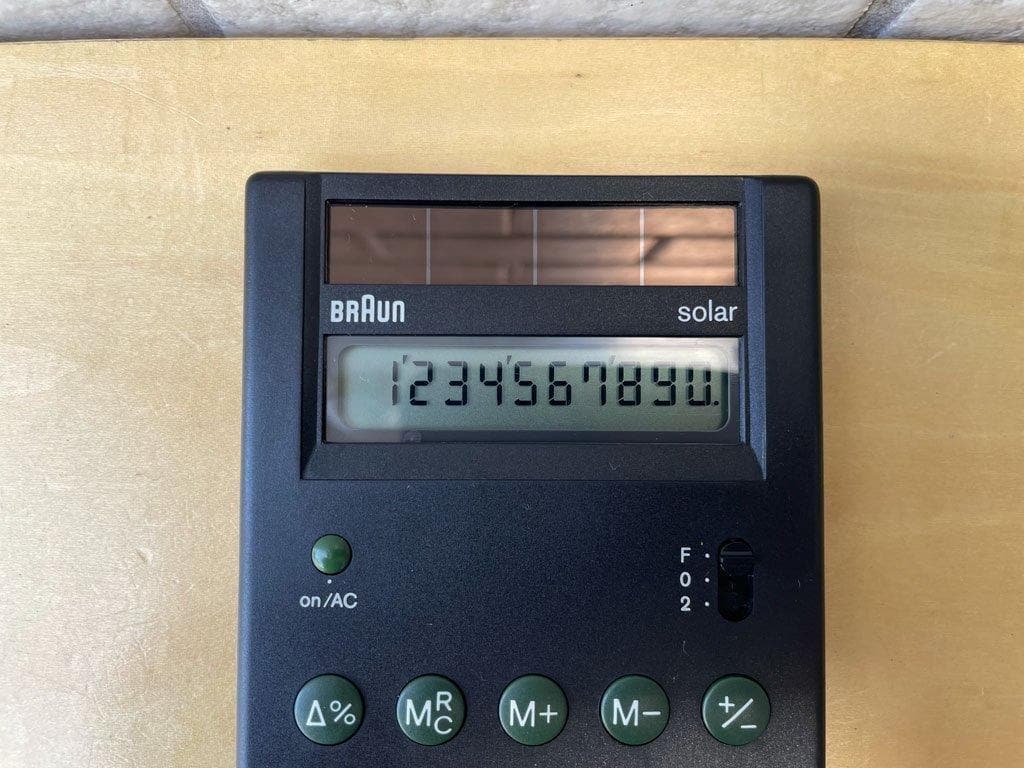 BRAUN solar
1'234'567'890.
on/AC
F
0
2
Δ% MRC M+ M− +/−